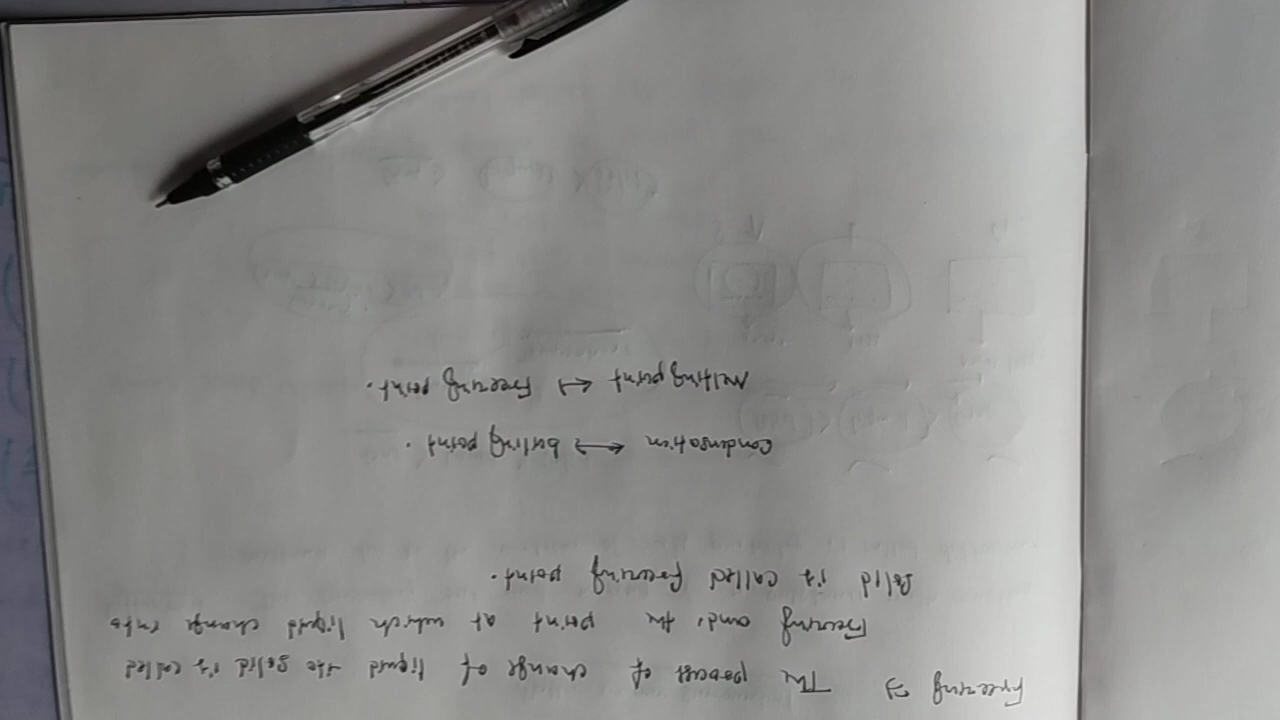 Freezing => The process of change of liquid to solid is called
Freezing and, the point at which liquid change into
Solid is called freezing point.
Condensation <-> boiling point.
Melting point <-> Freezing point.